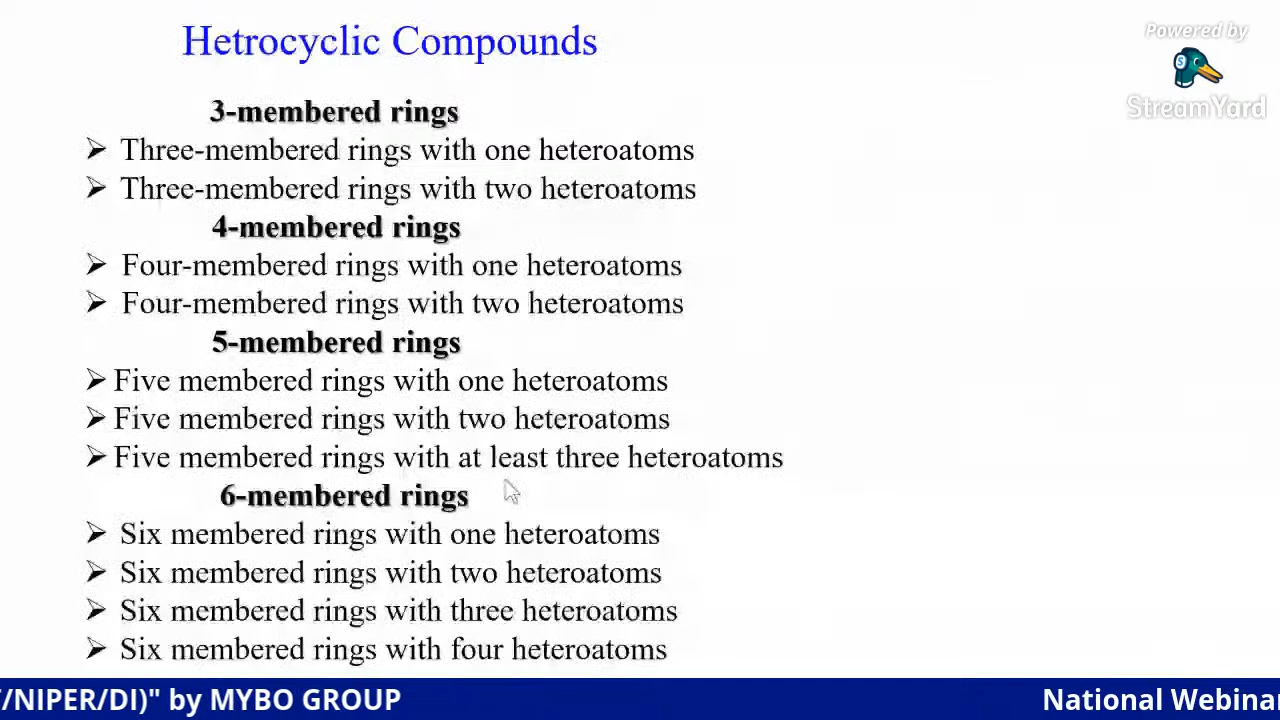 Hetrocyclic Compounds
Powered by
StreamYard
3-membered rings
➢ Three-membered rings with one heteroatoms
➢ Three-membered rings with two heteroatoms
4-membered rings
➢ Four-membered rings with one heteroatoms
➢ Four-membered rings with two heteroatoms
5-membered rings
➢ Five membered rings with one heteroatoms
➢ Five membered rings with two heteroatoms
➢ Five membered rings with at least three heteroatoms
6-membered rings
➢ Six membered rings with one heteroatoms
➢ Six membered rings with two heteroatoms
➢ Six membered rings with three heteroatoms
➢ Six membered rings with four heteroatoms
/NIPER/DI)" by MYBO GROUP National Webinar